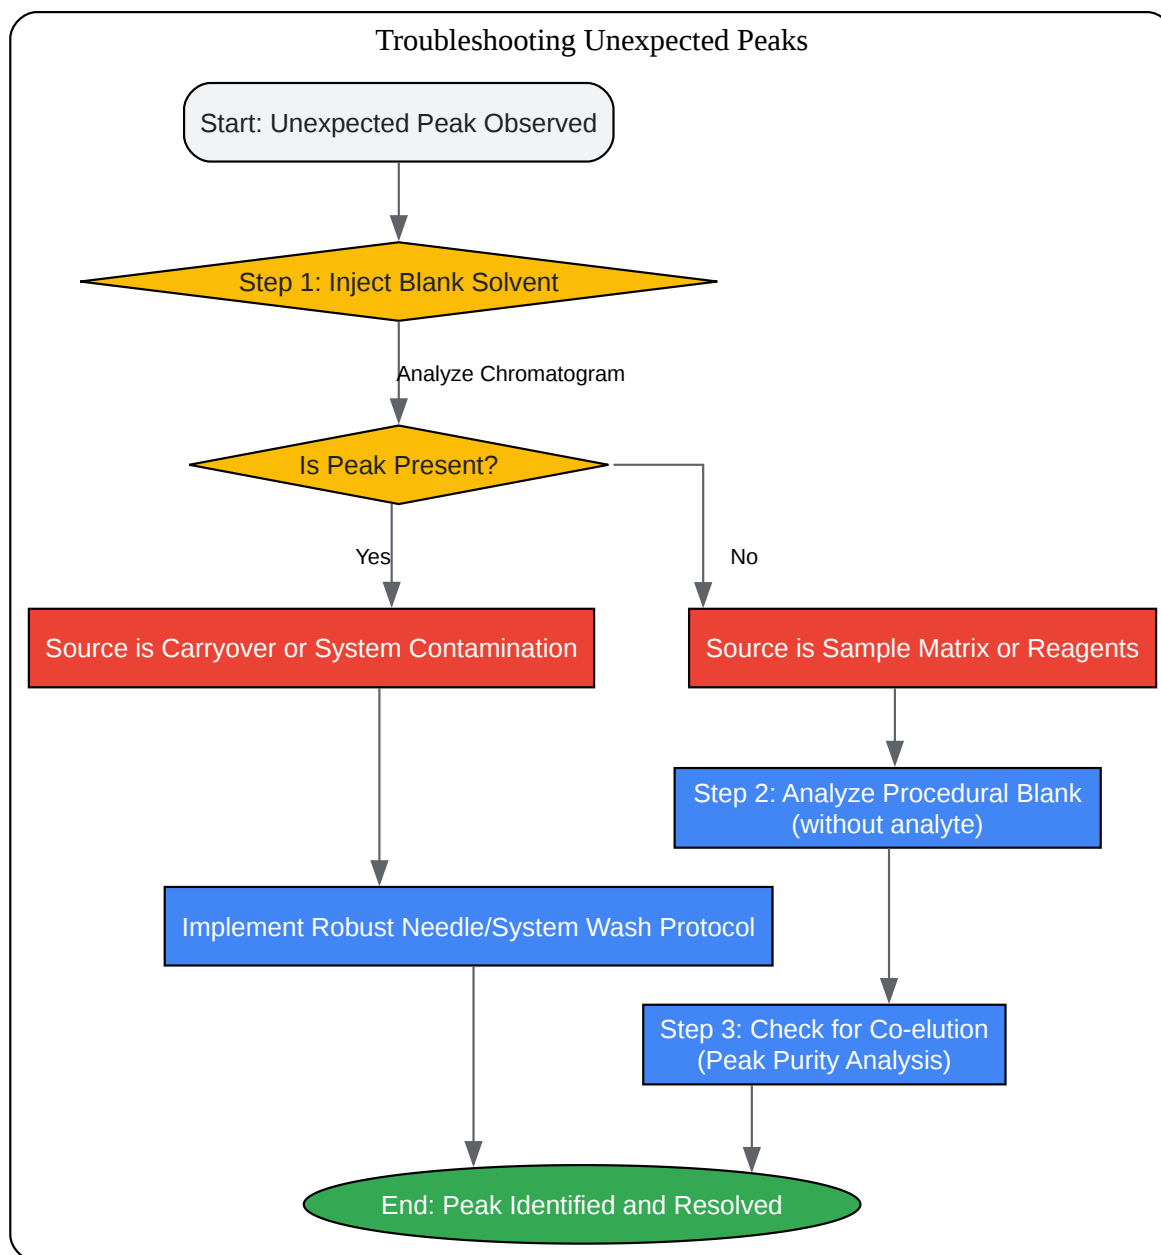 Troubleshooting Unexpected Peaks
Start: Unexpected Peak Observed
Step 1: Inject Blank Solvent
Analyze Chromatogram
Is Peak Present?
Yes
No
Source is Carryover or System Contamination
Source is Sample Matrix or Reagents
Step 2: Analyze Procedural Blank
(without analyte)
Implement Robust Needle/System Wash Protocol
Step 3: Check for Co-elution
(Peak Purity Analysis)
End: Peak Identified and Resolved